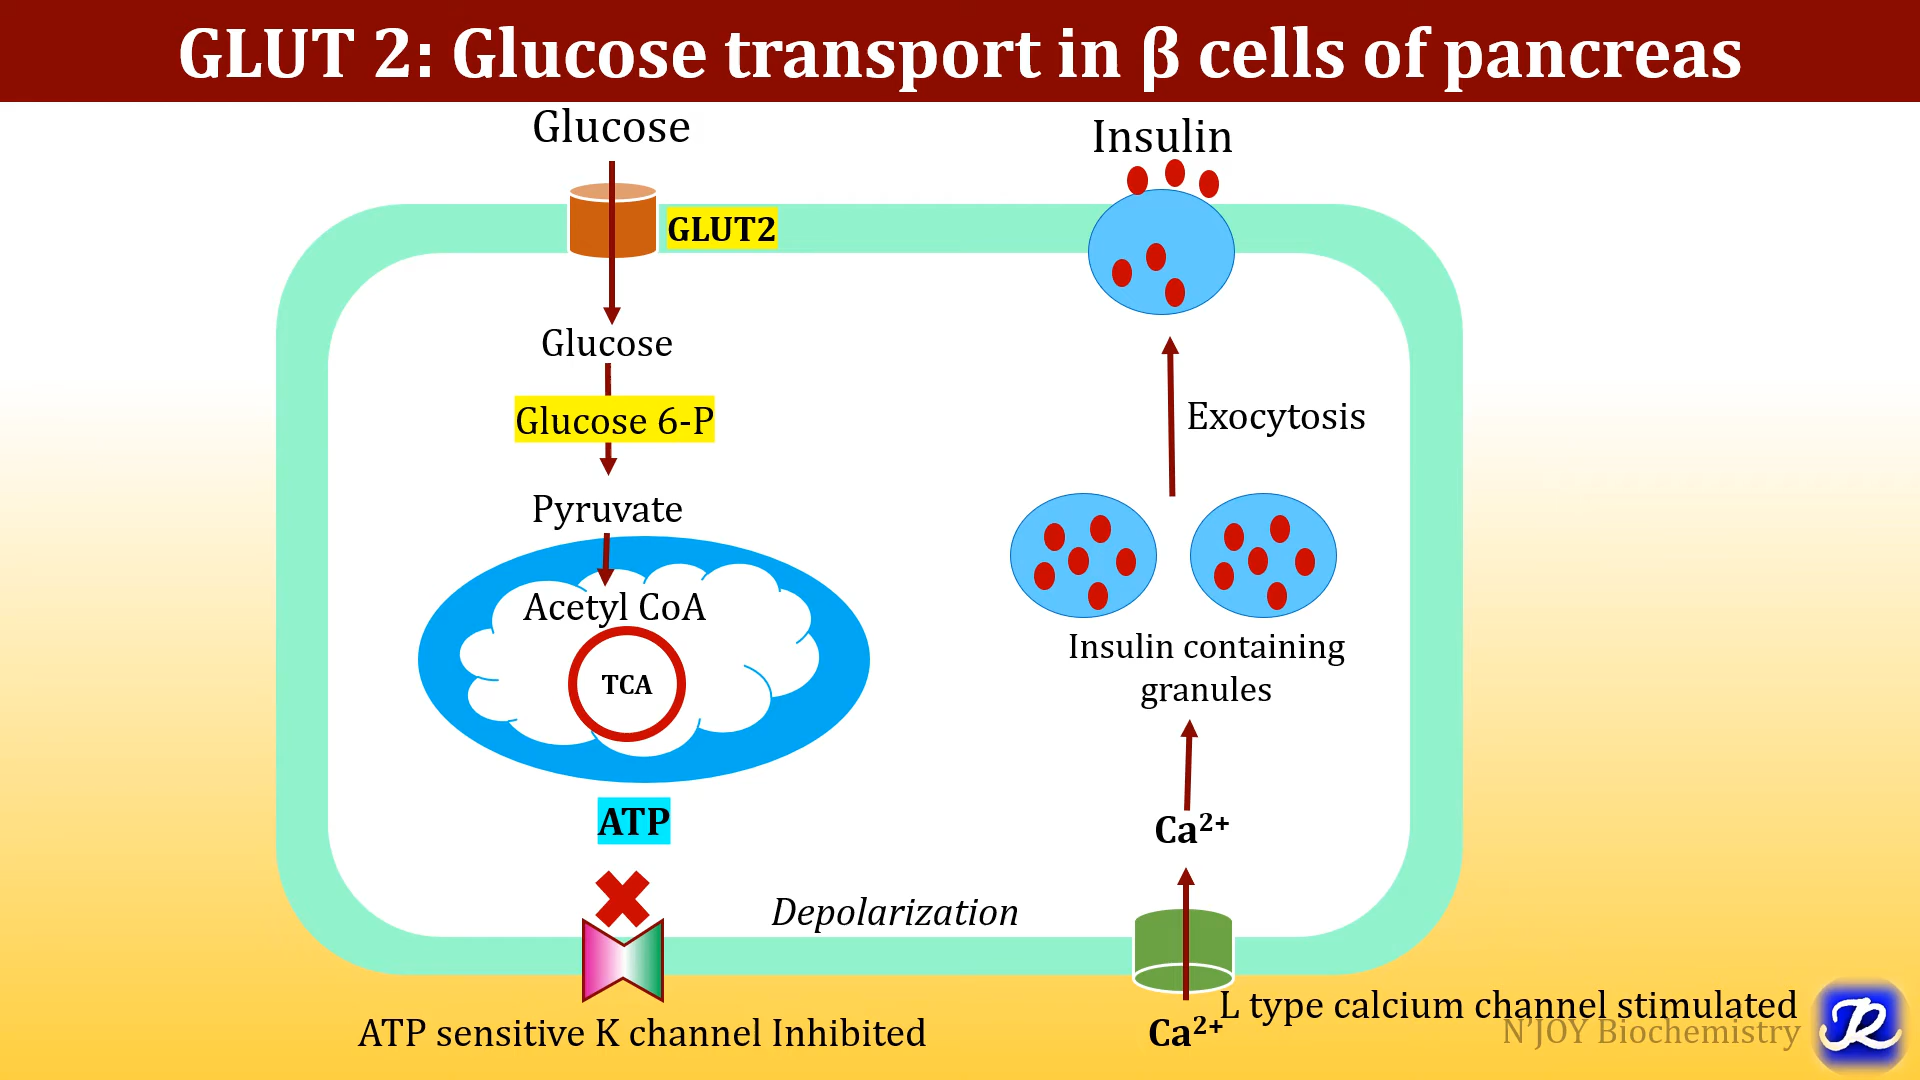 GLUT 2: Glucose transport in β cells of pancreas
Glucose
Insulin
GLUT2
Glucose
Glucose 6-P
Exocytosis
Pyruvate
Acetyl CoA
TCA
Insulin containing
granules
ATP
Ca²⁺
Depolarization
L type calcium channel stimulated
ATP sensitive K channel Inhibited
Ca²⁺
N'JOY Biochemistry